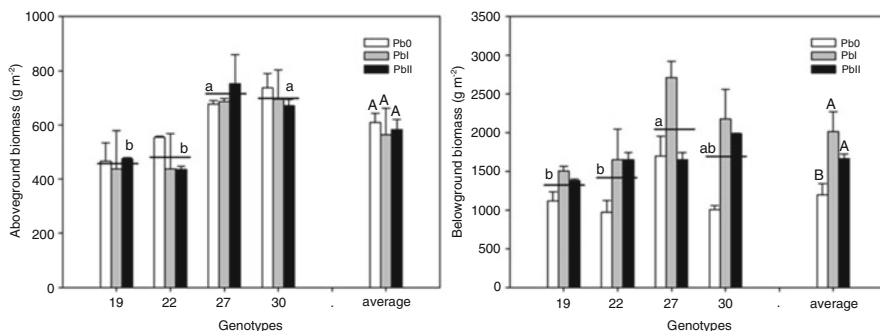 1000
800
600
400
200
0
Aboveground biomass (g m⁻²)
Pb0
PbI
PbII
b
b
a
a
A A A
19 22 27 30 . average
Genotypes
3500
3000
2500
2000
1500
1000
500
0
Belowground biomass (g m⁻²)
Pb0
PbI
PbII
b
b
a
ab
B A A
19 22 27 30 . average
Genotypes